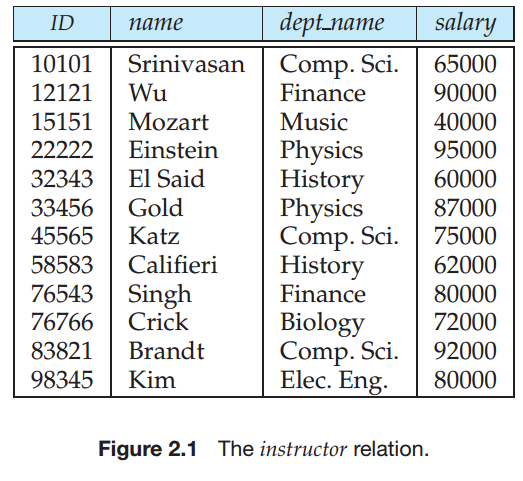 ID name dept_name salary
10101 Srinivasan Comp. Sci. 65000
12121 Wu Finance 90000
15151 Mozart Music 40000
22222 Einstein Physics 95000
32343 El Said History 60000
33456 Gold Physics 87000
45565 Katz Comp. Sci. 75000
58583 Califieri History 62000
76543 Singh Finance 80000
76766 Crick Biology 72000
83821 Brandt Comp. Sci. 92000
98345 Kim Elec. Eng. 80000
Figure 2.1 The instructor relation.